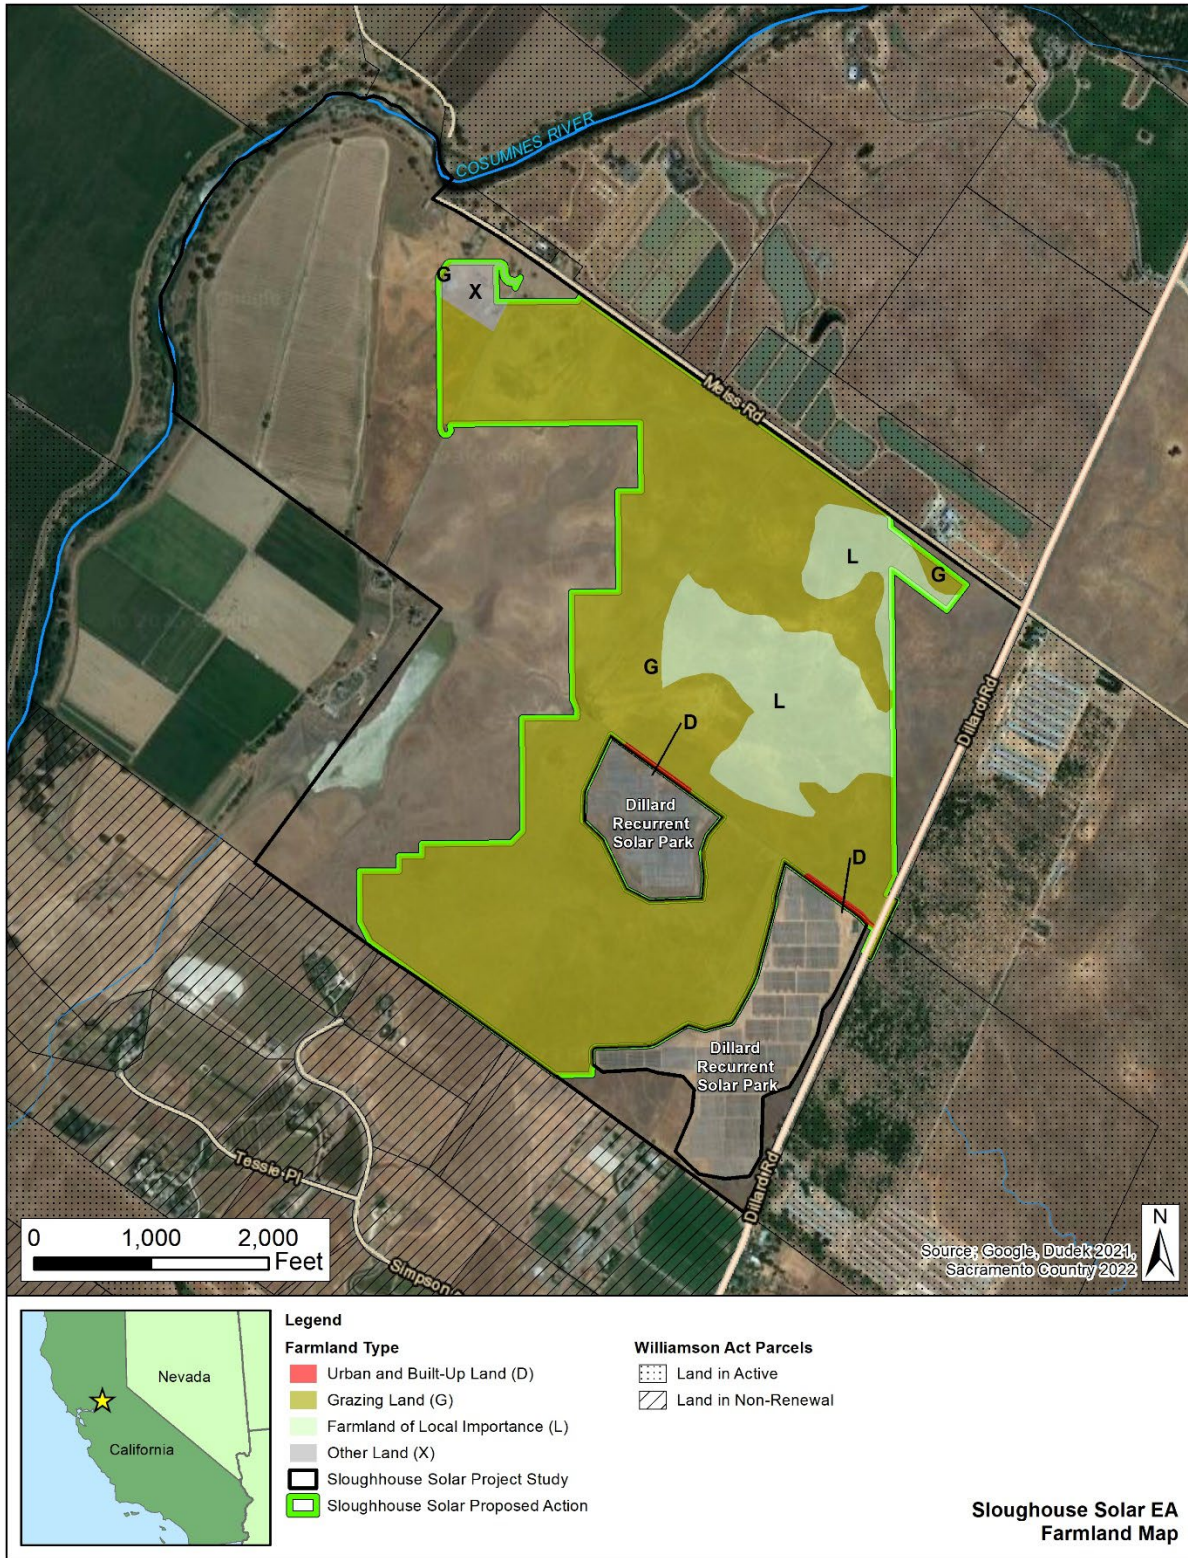 COSUMNES RIVER
G
X
Meiss Rd
L
G
G
L
Dillard Rd
D
Dillard
Recurrent
Solar Park
D
Dillard
Recurrent
Solar Park
Tessie Pl
Dillard Rd
Simpson
0 1,000 2,000
Feet
N
Source: Google, Dudek 2021,
Sacramento Country 2022
Nevada
California
Legend
Farmland Type
Urban and Built-Up Land (D)
Grazing Land (G)
Farmland of Local Importance (L)
Other Land (X)
Sloughhouse Solar Project Study
Sloughhouse Solar Proposed Action
Williamson Act Parcels
Land in Active
Land in Non-Renewal
Sloughouse Solar EA
Farmland Map